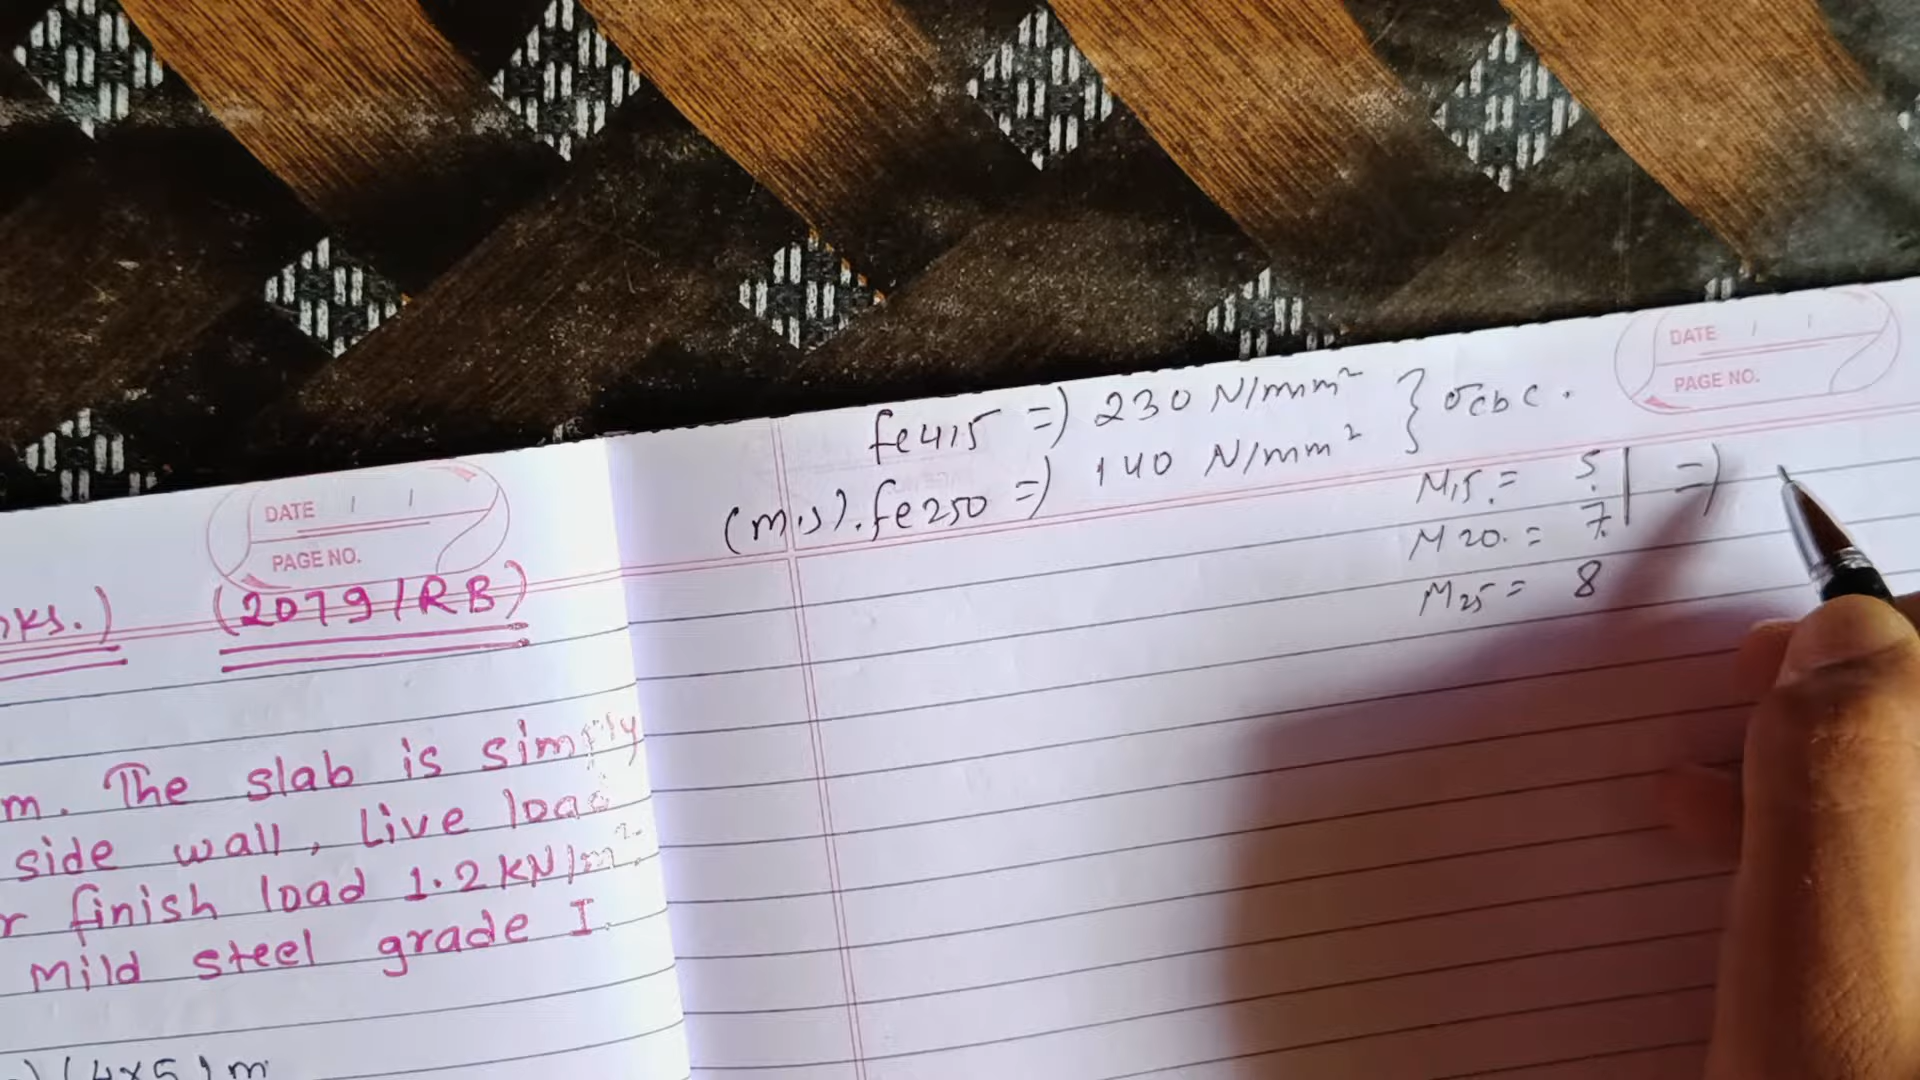 DATE / /
PAGE NO.
(2079/RB)
m. The slab is simply
side wall, Live load
finish load 1.2 KN/m².
Mild steel grade I.
(4x5)m
DATE / /
PAGE NO.
fe415 => 230 N/mm² } σcbc.
(m.s).fe250 => 140 N/mm²
M15.= 5. =>
M20.= 7.
M25= 8